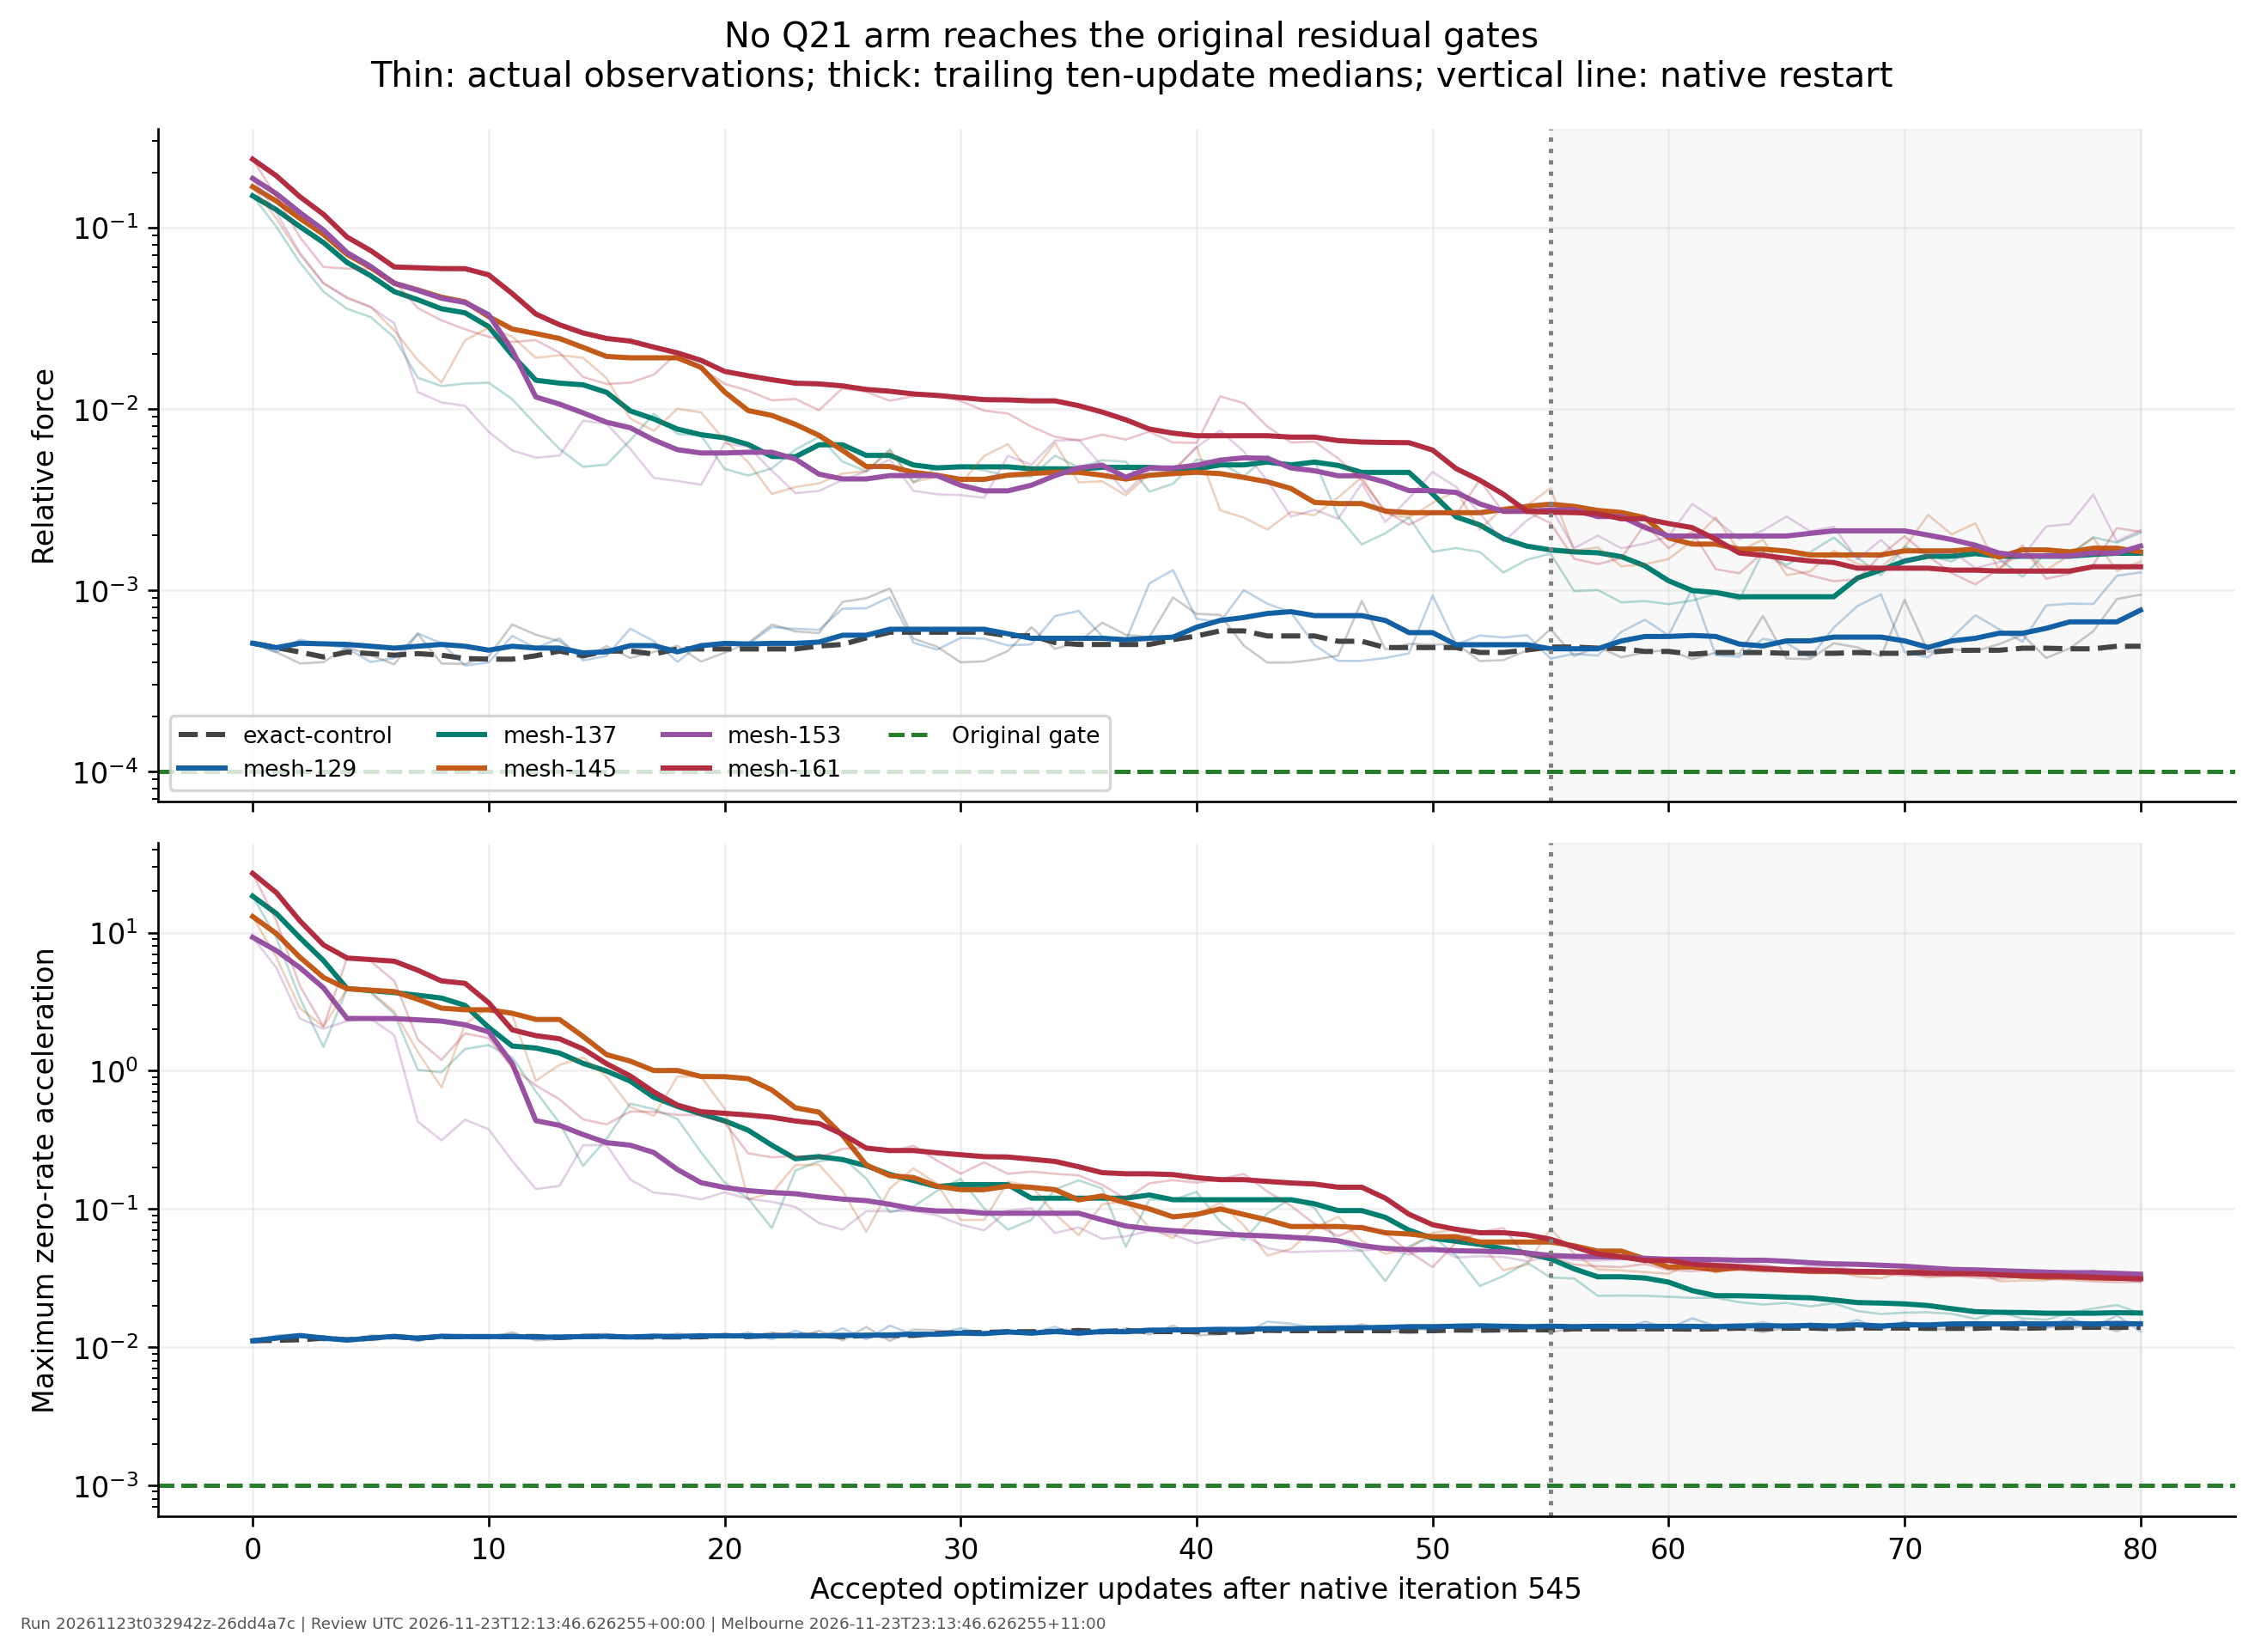 No Q21 arm reaches the original residual gates
Thin: actual observations; thick: trailing ten-update medians; vertical line: native restart
Relative force
10⁻¹
10⁻²
10⁻³
10⁻⁴
exact-control
mesh-129
mesh-137
mesh-145
mesh-153
mesh-161
Original gate
Maximum zero-rate acceleration
10¹
10⁰
10⁻¹
10⁻²
10⁻³
0 10 20 30 40 50 60 70 80
Accepted optimizer updates after native iteration 545
Run 20261123t032942z-26dd4a7c | Review UTC 2026-11-23T12:13:46.626255+00:00 | Melbourne 2026-11-23T23:13:46.626255+11:00